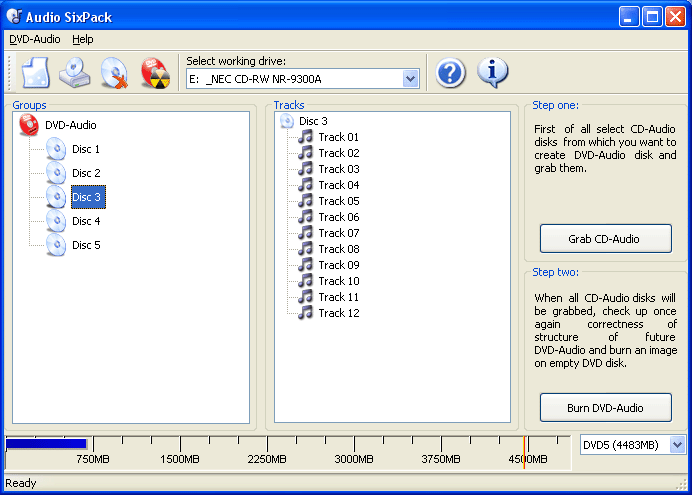 Audio SixPack
DVD-Audio Help
Select working drive:
E: _NEC CD-RW NR-9300A
Groups
DVD-Audio
Disc 1
Disc 2
Disc 3
Disc 4
Disc 5
Tracks
Disc 3
Track 01
Track 02
Track 03
Track 04
Track 05
Track 06
Track 07
Track 08
Track 09
Track 10
Track 11
Track 12
Step one:
First of all select CD-Audio
disks from which you want to
create DVD-Audio disk and
grab them.
Grab CD-Audio
Step two:
When all CD-Audio disks will
be grabbed, check up once
again correctness of
structure of future
DVD-Audio and burn an image
on empty DVD disk.
Burn DVD-Audio
750MB 1500MB 2250MB 3000MB 3750MB 4500MB
DVD5 (4483MB)
Ready